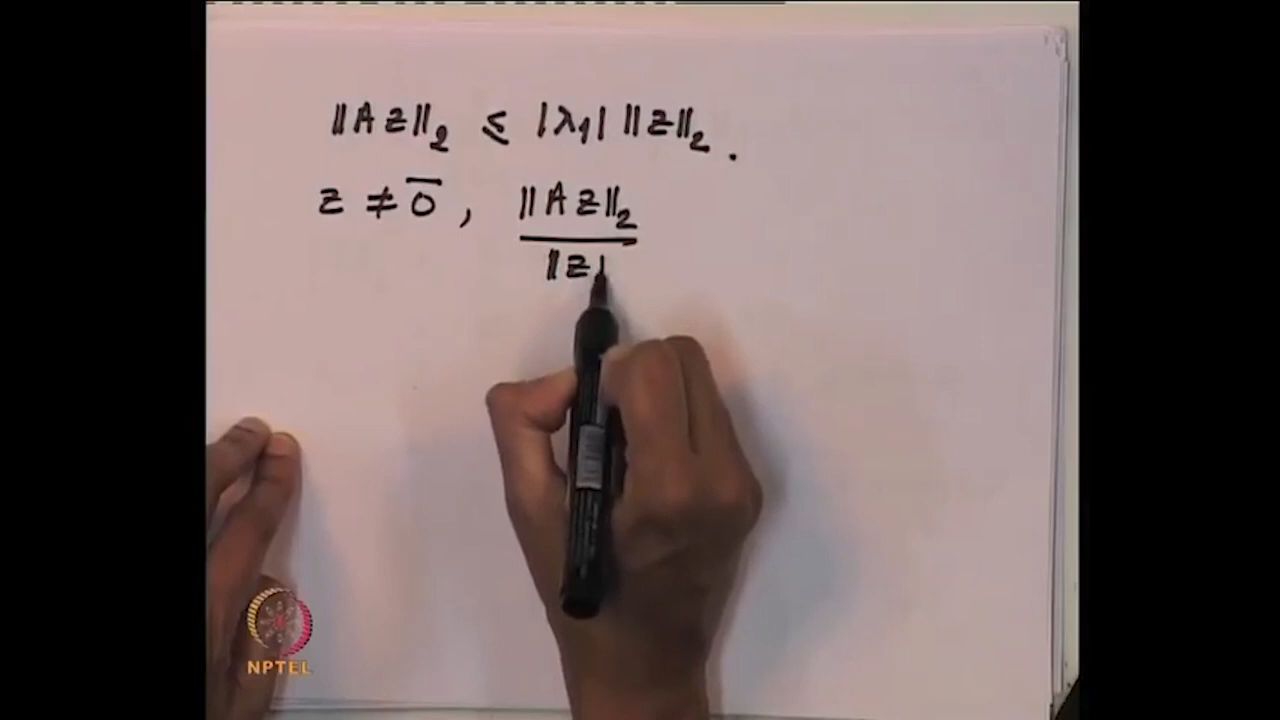 ‖Az‖₂ ≤ |λ₁| ‖z‖₂.
z ≠ 0̅, ‖Az‖₂
‖z|
NPTEL